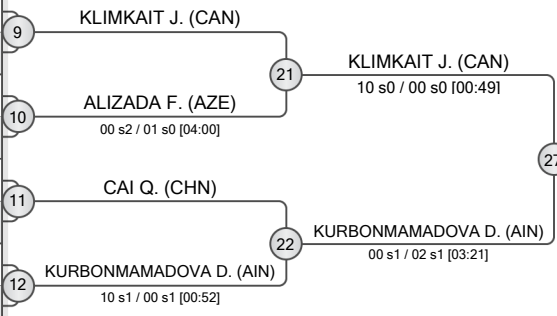 9
KLIMKAIT J. (CAN)
21
KLIMKAIT J. (CAN)
10 s0 / 00 s0 [00:49]
10
ALIZADA F. (AZE)
00 s2 / 01 s0 [04:00]
27
11
CAI Q. (CHN)
22
KURBONMAMADOVA D. (AIN)
00 s1 / 02 s1 [03:21]
12
KURBONMAMADOVA D. (AIN)
10 s1 / 00 s1 [00:52]